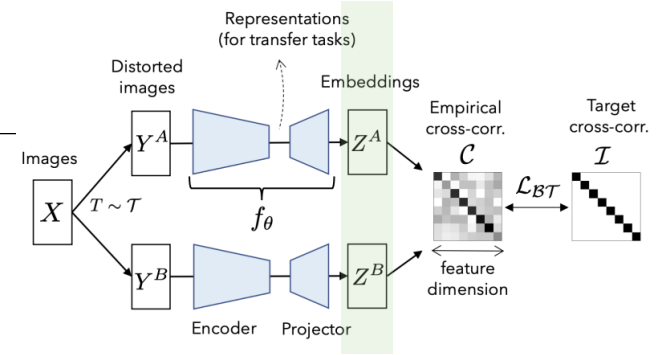 Representations
(for transfer tasks)
Distorted
images
Embeddings
Empirical
cross-corr.
Target
cross-corr.
Images
Y^A
Z^A
C
I
X
T ~ 𝒯
f_θ
L_BT
Y^B
Z^B
feature
dimension
Encoder
Projector